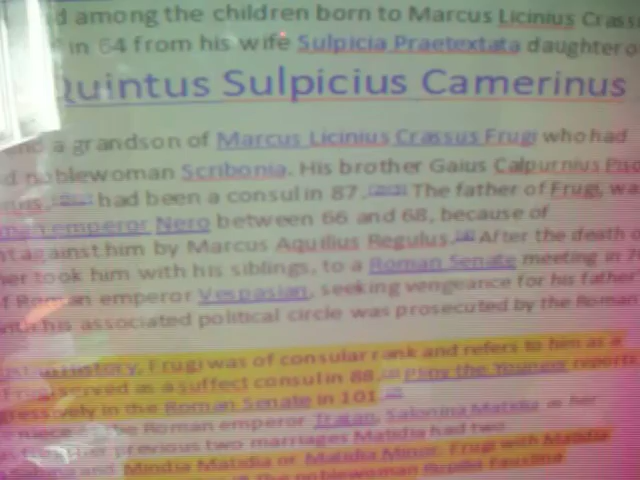 among the children born to Marcus Licinius Crass
in 64 from his wife Sulpicia Praetextata daughter o
Quintus Sulpicius Camerinus
a grandson of Marcus Licinius Crassus Frugi who had
noblewoman Scribonia. His brother Gaius Calpurnius Piso
had been a consul in 87. The father of Frugi, wa
emperor Nero between 66 and 68, because of
against him by Marcus Aquilius Regulus. After the death o
took him with his siblings, to a Roman Senate meeting in
Roman emperor Vespasian, seeking vengeance for his father
with his associated political circle was prosecuted by the Roman
History, Frugi was of consular rank and refers to him as a
served as a suffect consul in 88. Pliny the Younger reports
in the Roman Senate in 101.
the Roman emperor Trajan, Salonina Matidia
Her previous two marriages Matidia had two
and Mindia Matidia or Matidia Minor. Frugi with Matidia
The noblewoman Rupilia Faustina